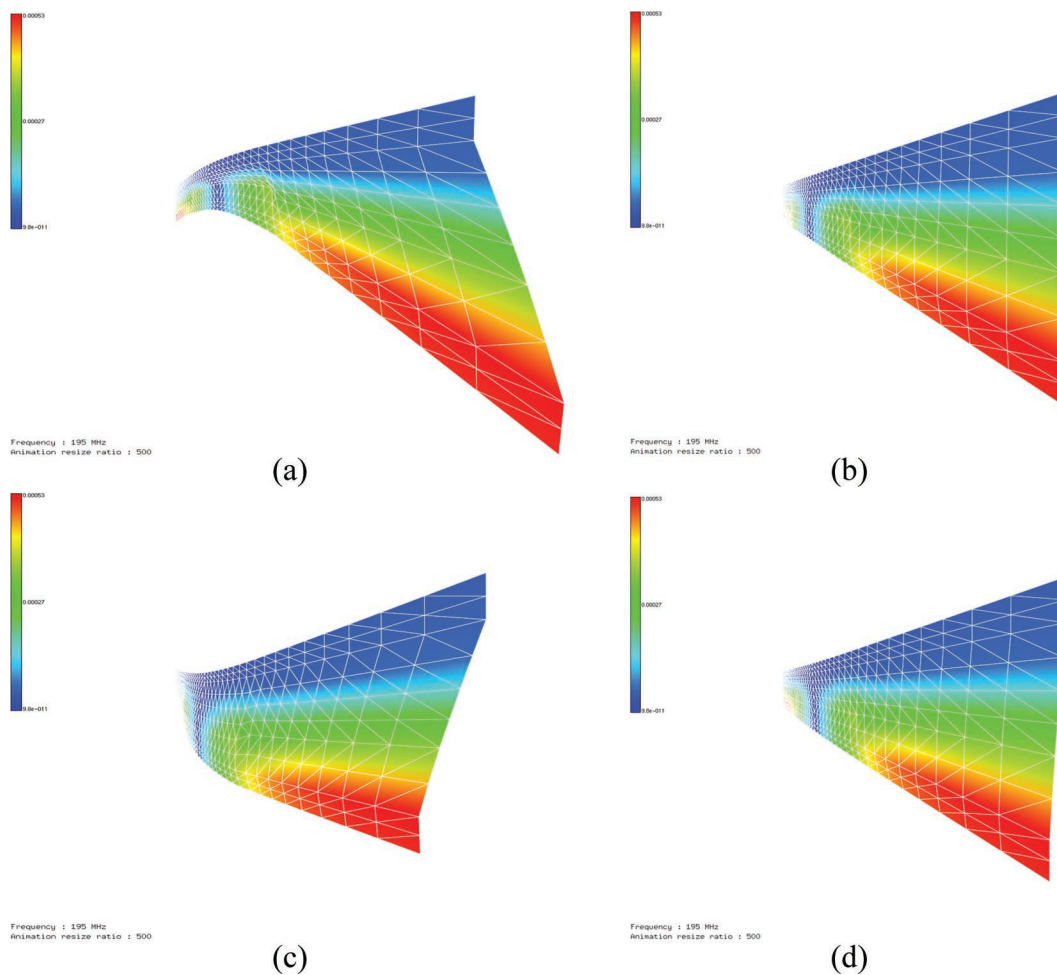 0.00053
0.00027
9.8e-011
Frequency : 195 MHz
Animation resize ratio : 500
(a)
0.00053
0.00027
9.8e-011
Frequency : 195 MHz
Animation resize ratio : 500
(b)
0.00053
0.00027
9.8e-011
Frequency : 195 MHz
Animation resize ratio : 500
(c)
0.00053
0.00027
9.8e-011
Frequency : 195 MHz
Animation resize ratio : 500
(d)